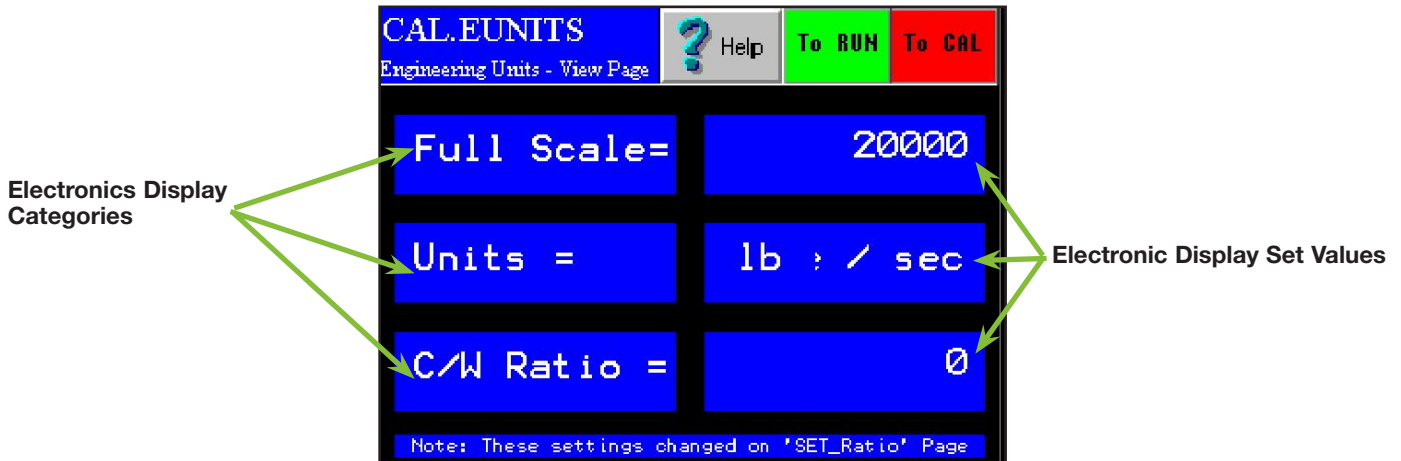 CAL.EUNITS
Engineering Units - View Page
Help
To RUN
To CAL
Electronics Display
Categories
Full Scale=
20000
Units =
lb / sec
Electronic Display Set Values
C/W Ratio =
0
Note: These settings changed on 'SET_Ratio' Page